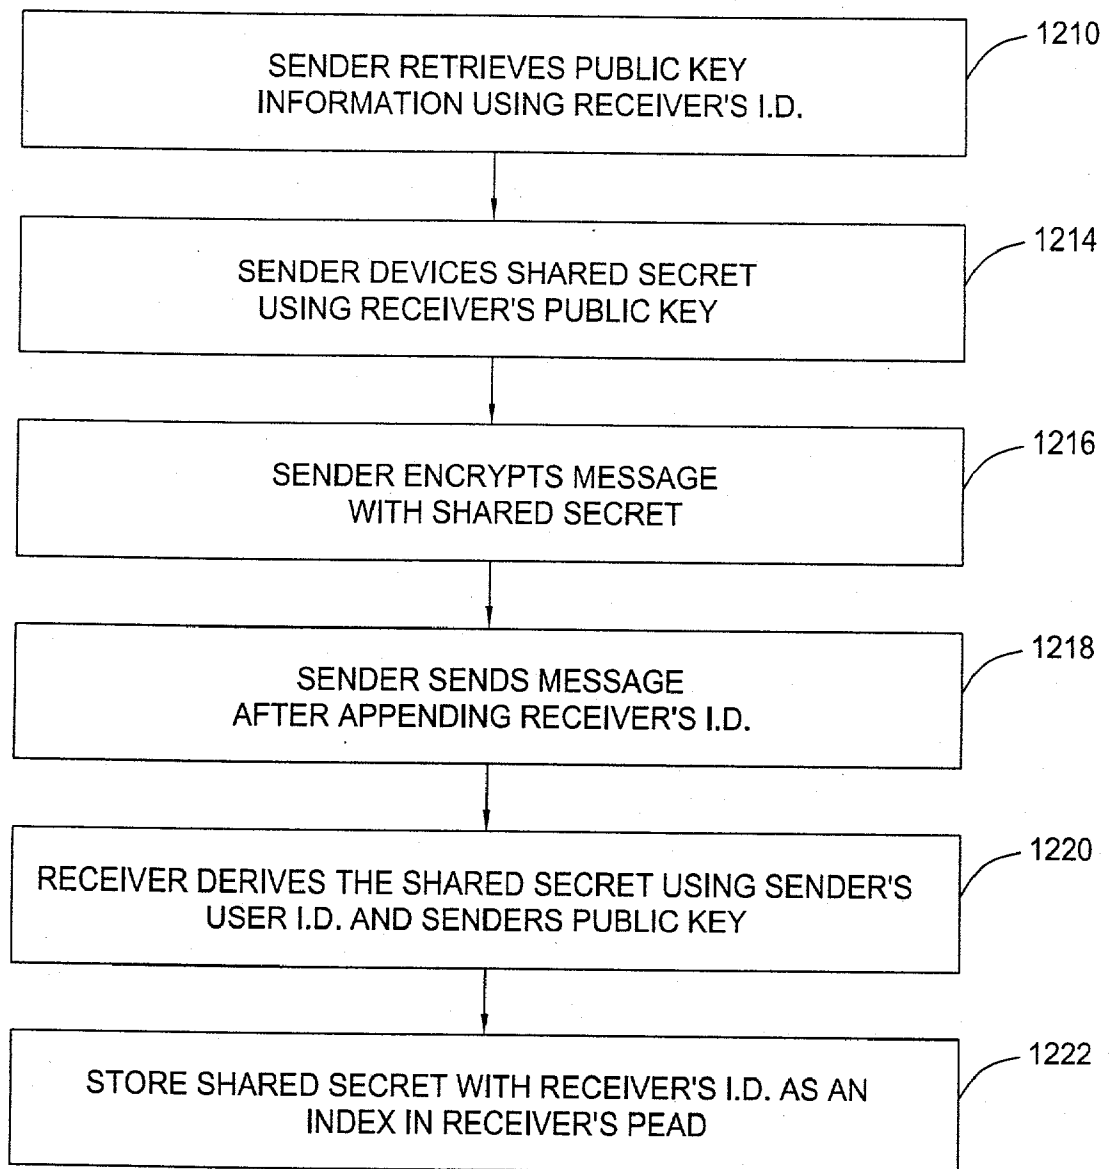 1210
SENDER RETRIEVES PUBLIC KEY
INFORMATION USING RECEIVER'S I.D.
1214
SENDER DEVICES SHARED SECRET
USING RECEIVER'S PUBLIC KEY
1216
SENDER ENCRYPTS MESSAGE
WITH SHARED SECRET
1218
SENDER SENDS MESSAGE
AFTER APPENDING RECEIVER'S I.D.
1220
RECEIVER DERIVES THE SHARED SECRET USING SENDER'S
USER I.D. AND SENDERS PUBLIC KEY
1222
STORE SHARED SECRET WITH RECEIVER'S I.D. AS AN
INDEX IN RECEIVER'S PEAD